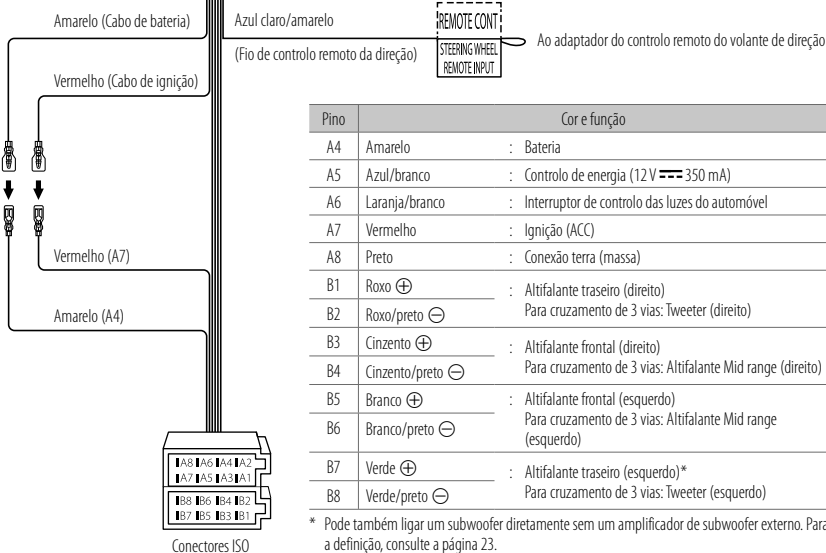 Amarelo (Cabo de bateria)
Azul claro/amarelo
(Fio de controlo remoto da direção)
REMOTE CONT
STEERING WHEEL
REMOTE INPUT
Ao adaptador do controlo remoto do volante de direção
Vermelho (Cabo de ignição)
Vermelho (A7)
Amarelo (A4)
A8 A6 A4 A2
A7 A5 A3 A1
B8 B6 B4 B2
B7 B5 B3 B1
Conectores ISO
Pino Cor e função
A4 Amarelo : Bateria
A5 Azul/branco : Controlo de energia (12 V ⎓ 350 mA)
A6 Laranja/branco : Interruptor de controlo das luzes do automóvel
A7 Vermelho : Ignição (ACC)
A8 Preto : Conexão terra (massa)
B1 Roxo ⊕ : Altifalante traseiro (direito)
B2 Roxo/preto ⊖ Para cruzamento de 3 vias: Tweeter (direito)
B3 Cinzento ⊕ : Altifalante frontal (direito)
B4 Cinzento/preto ⊖ Para cruzamento de 3 vias: Altifalante Mid range (direito)
B5 Branco ⊕ : Altifalante frontal (esquerdo)
B6 Branco/preto ⊖ Para cruzamento de 3 vias: Altifalante Mid range
(esquerdo)
B7 Verde ⊕ : Altifalante traseiro (esquerdo)*
B8 Verde/preto ⊖ Para cruzamento de 3 vias: Tweeter (esquerdo)
* Pode também ligar um subwoofer diretamente sem um amplificador de subwoofer externo. Para
a definição, consulte a página 23.